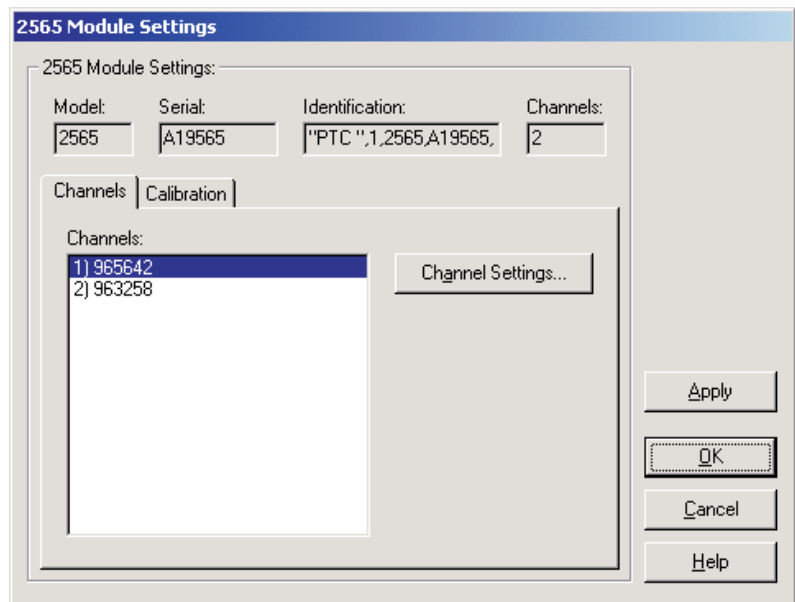 2565 Module Settings
2565 Module Settings:
Model: Serial: Identification: Channels:
2565 A19565 "PTC ",1,2565,A19565, 2
Channels Calibration
Channels:
1) 965642
2) 963258
Channel Settings...
Apply
OK
Cancel
Help